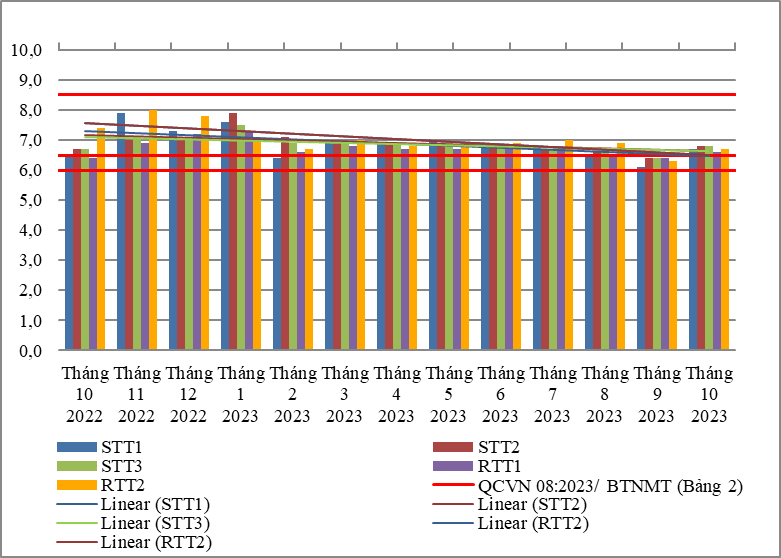 10,0
9,0
8,0
7,0
6,0
5,0
4,0
3,0
2,0
1,0
0,0
Tháng Tháng Tháng Tháng Tháng Tháng Tháng Tháng Tháng Tháng Tháng Tháng Tháng
10 11 12 1 2 3 4 5 6 7 8 9 10
2022 2022 2022 2023 2023 2023 2023 2023 2023 2023 2023 2023 2023
STT1 STT2
STT3 RTT1
RTT2 QCVN 08:2023/ BTNMT (Bảng 2)
Linear (STT1) Linear (STT2)
Linear (STT3) Linear (RTT2)
Linear (RTT2)